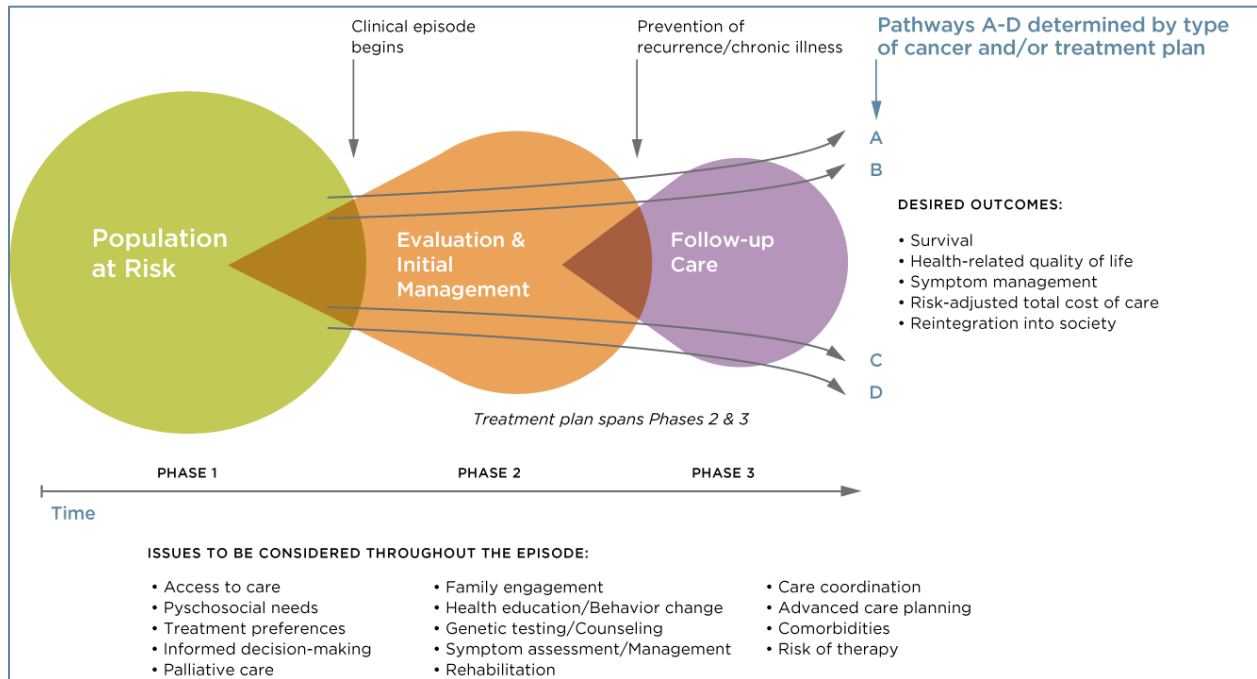 Clinical episode
begins
Prevention of
recurrence/chronic illness
Pathways A-D determined by type
of cancer and/or treatment plan
A
B
C
D
Population
at Risk
Evaluation &
Initial
Management
Follow-up
Care
DESIRED OUTCOMES:
• Survival
• Health-related quality of life
• Symptom management
• Risk-adjusted total cost of care
• Reintegration into society
Treatment plan spans Phases 2 & 3
PHASE 1
PHASE 2
PHASE 3
Time
ISSUES TO BE CONSIDERED THROUGHOUT THE EPISODE:
• Access to care
• Pyschosocial needs
• Treatment preferences
• Informed decision-making
• Palliative care
• Family engagement
• Health education/Behavior change
• Genetic testing/Counseling
• Symptom assessment/Management
• Rehabilitation
• Care coordination
• Advanced care planning
• Comorbidities
• Risk of therapy